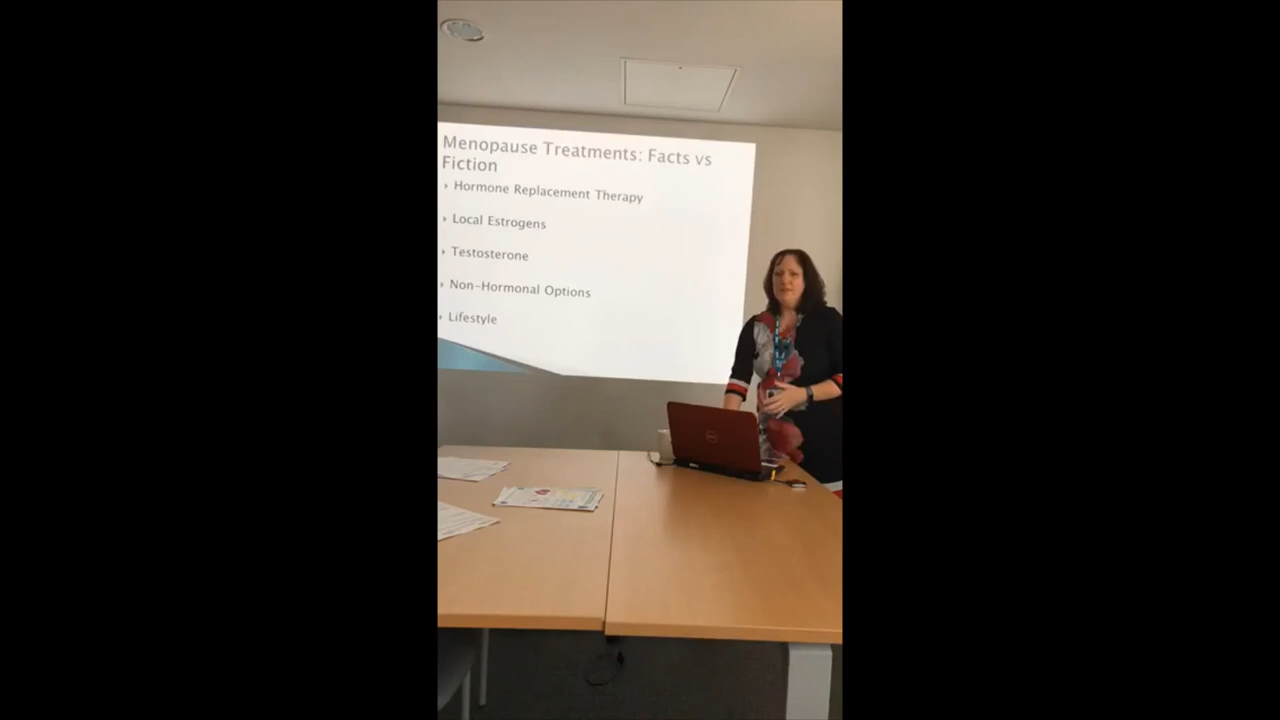 Menopause Treatments: Facts vs
Fiction
Hormone Replacement Therapy
Local Estrogens
Testosterone
Non-Hormonal Options
Lifestyle